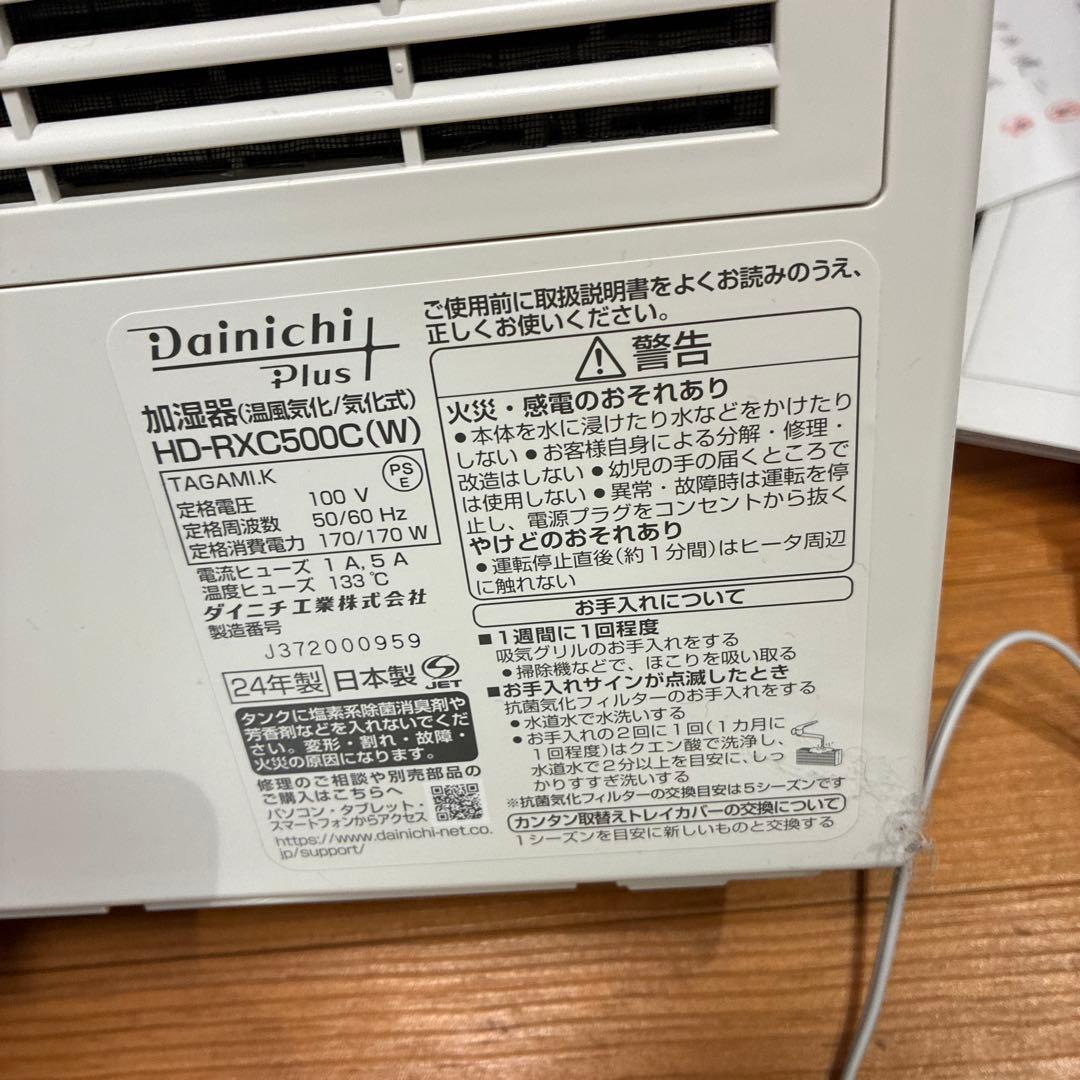 Dainichi
Plus
加湿器(温風気化/気化式)
HD-RXC500C(W)
TAGAMI.K
PS
E
定格電圧 100 V
定格周波数 50/60 Hz
定格消費電力 170/170 W
電流ヒューズ 1 A, 5 A
温度ヒューズ 133 ℃
ダイニチ工業株式会社
製造番号
J372000959
24年製 日本製 JET
タンクに塩素系除菌消臭剤や
芳香剤などを入れないでくだ
さい。変形・割れ・故障・
火災の原因になります。
修理のご相談や別売部品の
ご購入はこちらへ
パソコン・タブレット・
スマートフォンからアクセス
https://www.dainichi-net.co.
jp/support/
ご使用前に取扱説明書をよくお読みのうえ、
正しくお使いください。
警告
火災・感電のおそれあり
●本体を水に浸けたり水などをかけたり
しない ●お客様自身による分解・修理・
改造はしない ●幼児の手の届くところで
は使用しない ●異常・故障時は運転を停
止し、電源プラグをコンセントから抜く
やけどのおそれあり
●運転停止直後(約1分間)はヒータ周辺
に触れない
お手入れについて
■1週間に1回程度
吸気グリルのお手入れをする
●掃除機などで、ほこりを吸い取る
■お手入れサインが点滅したとき
抗菌気化フィルターのお手入れをする
●水道水で水洗いする
●お手入れの2回に1回(1カ月に
1回程度)はクエン酸で洗浄し、
水道水で2分以上を目安に、しっ
かりすすぎ洗いする
※抗菌気化フィルターの交換目安は5シーズンです
カンタン取替えトレイカバーの交換について
1シーズンを目安に新しいものと交換する